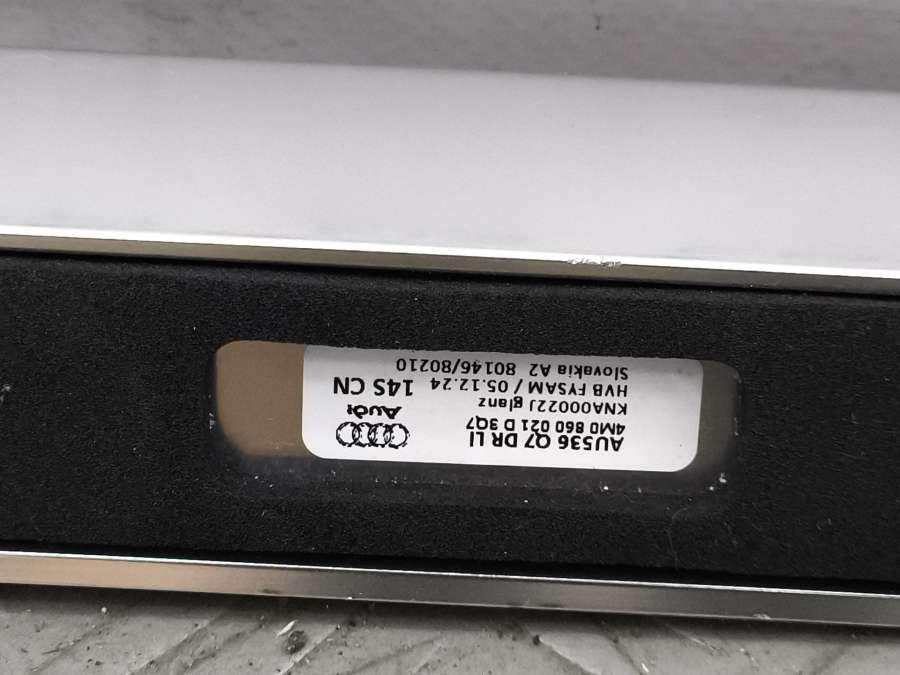 AU536 Q7 DR LI
4M0 860 021 D 3Q7
KNA00022J glanz
HVB FYSAM / 05.12.24 14S CN
Slovakia A2 80146/80210
Audi